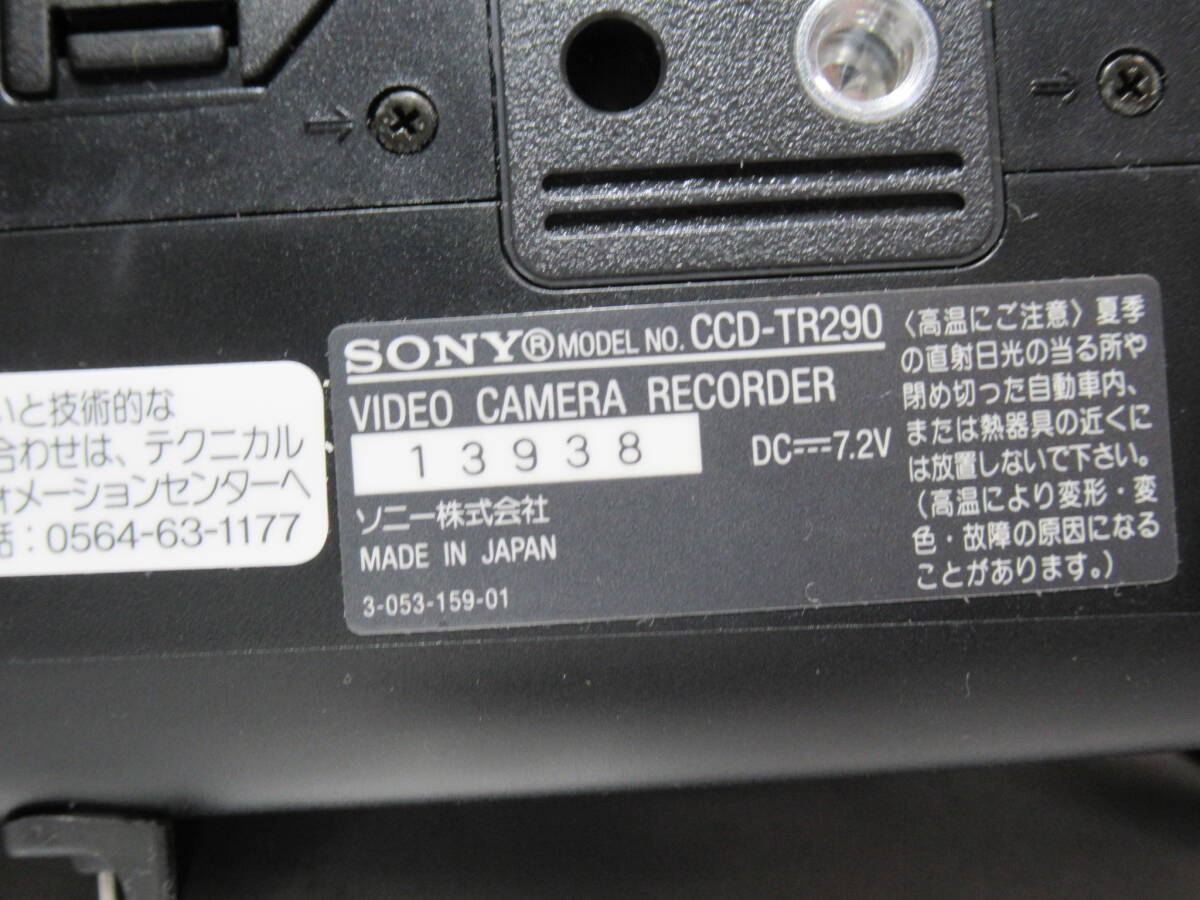 いと技術的な
合わせは、テクニカル
ォメーションセンターへ
話：0564-63-1177
SONY® MODEL NO. CCD-TR290
VIDEO CAMERA RECORDER
13938
DC⎓7.2V
ソニー株式会社
MADE IN JAPAN
3-053-159-01
〈高温にご注意〉夏季
の直射日光の当る所や
閉め切った自動車内、
または熱器具の近くに
は放置しないで下さい。
（高温により変形・変
色・故障の原因になる
ことがあります。）